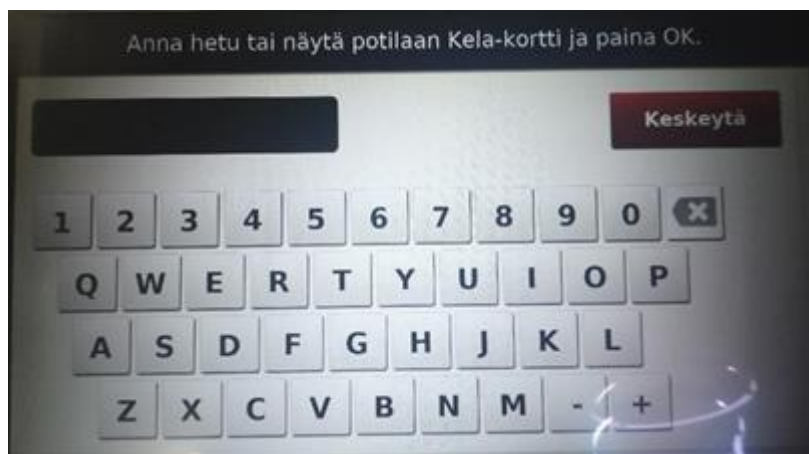 Anna hetu tai näytä potilaan Kela-kortti ja paina OK.
Keskeytä
1 2 3 4 5 6 7 8 9 0
Q W E R T Y U I O P
A S D F G H J K L
Z X C V B N M - +